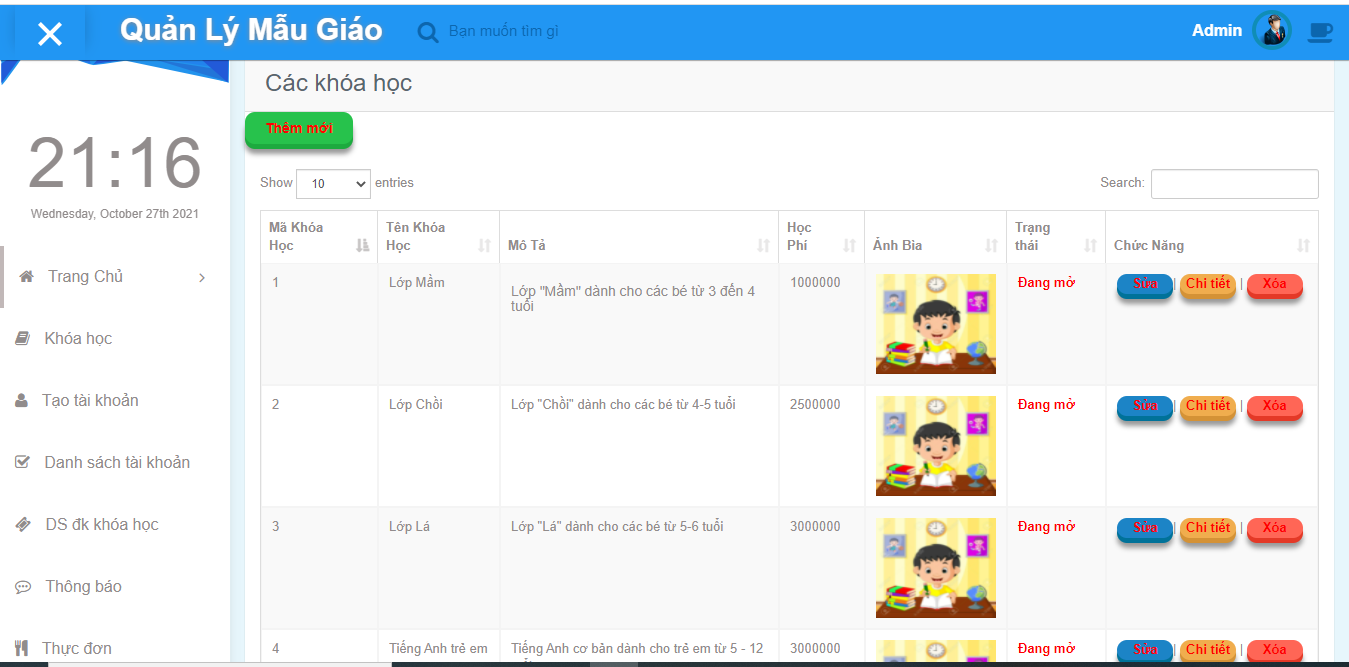 Quản Lý Mẫu Giáo
Bạn muốn tìm gì
Admin
21:16
Wednesday, October 27th 2021
Trang Chủ
Khóa học
Tạo tài khoản
Danh sách tài khoản
DS đk khóa học
Thông báo
Thực đơn
Các khóa học
Thêm mới
Show 10 entries
Search:
Mã Khóa Học
Tên Khóa Học
Mô Tả
Học Phí
Ảnh Bìa
Trạng thái
Chức Năng
1
Lớp Mầm
Lớp "Mầm" dành cho các bé từ 3 đến 4
tuổi
1000000
Đang mở
Sửa | Chi tiết | Xóa
2
Lớp Chồi
Lớp "Chồi" dành cho các bé từ 4-5 tuổi
2500000
Đang mở
Sửa | Chi tiết | Xóa
3
Lớp Lá
Lớp "Lá" dành cho các bé từ 5-6 tuổi
3000000
Đang mở
Sửa | Chi tiết | Xóa
4
Tiếng Anh trẻ em
Tiếng Anh cơ bản dành cho trẻ em từ 5 - 12
3000000
Đang mở
Sửa | Chi tiết | Xóa